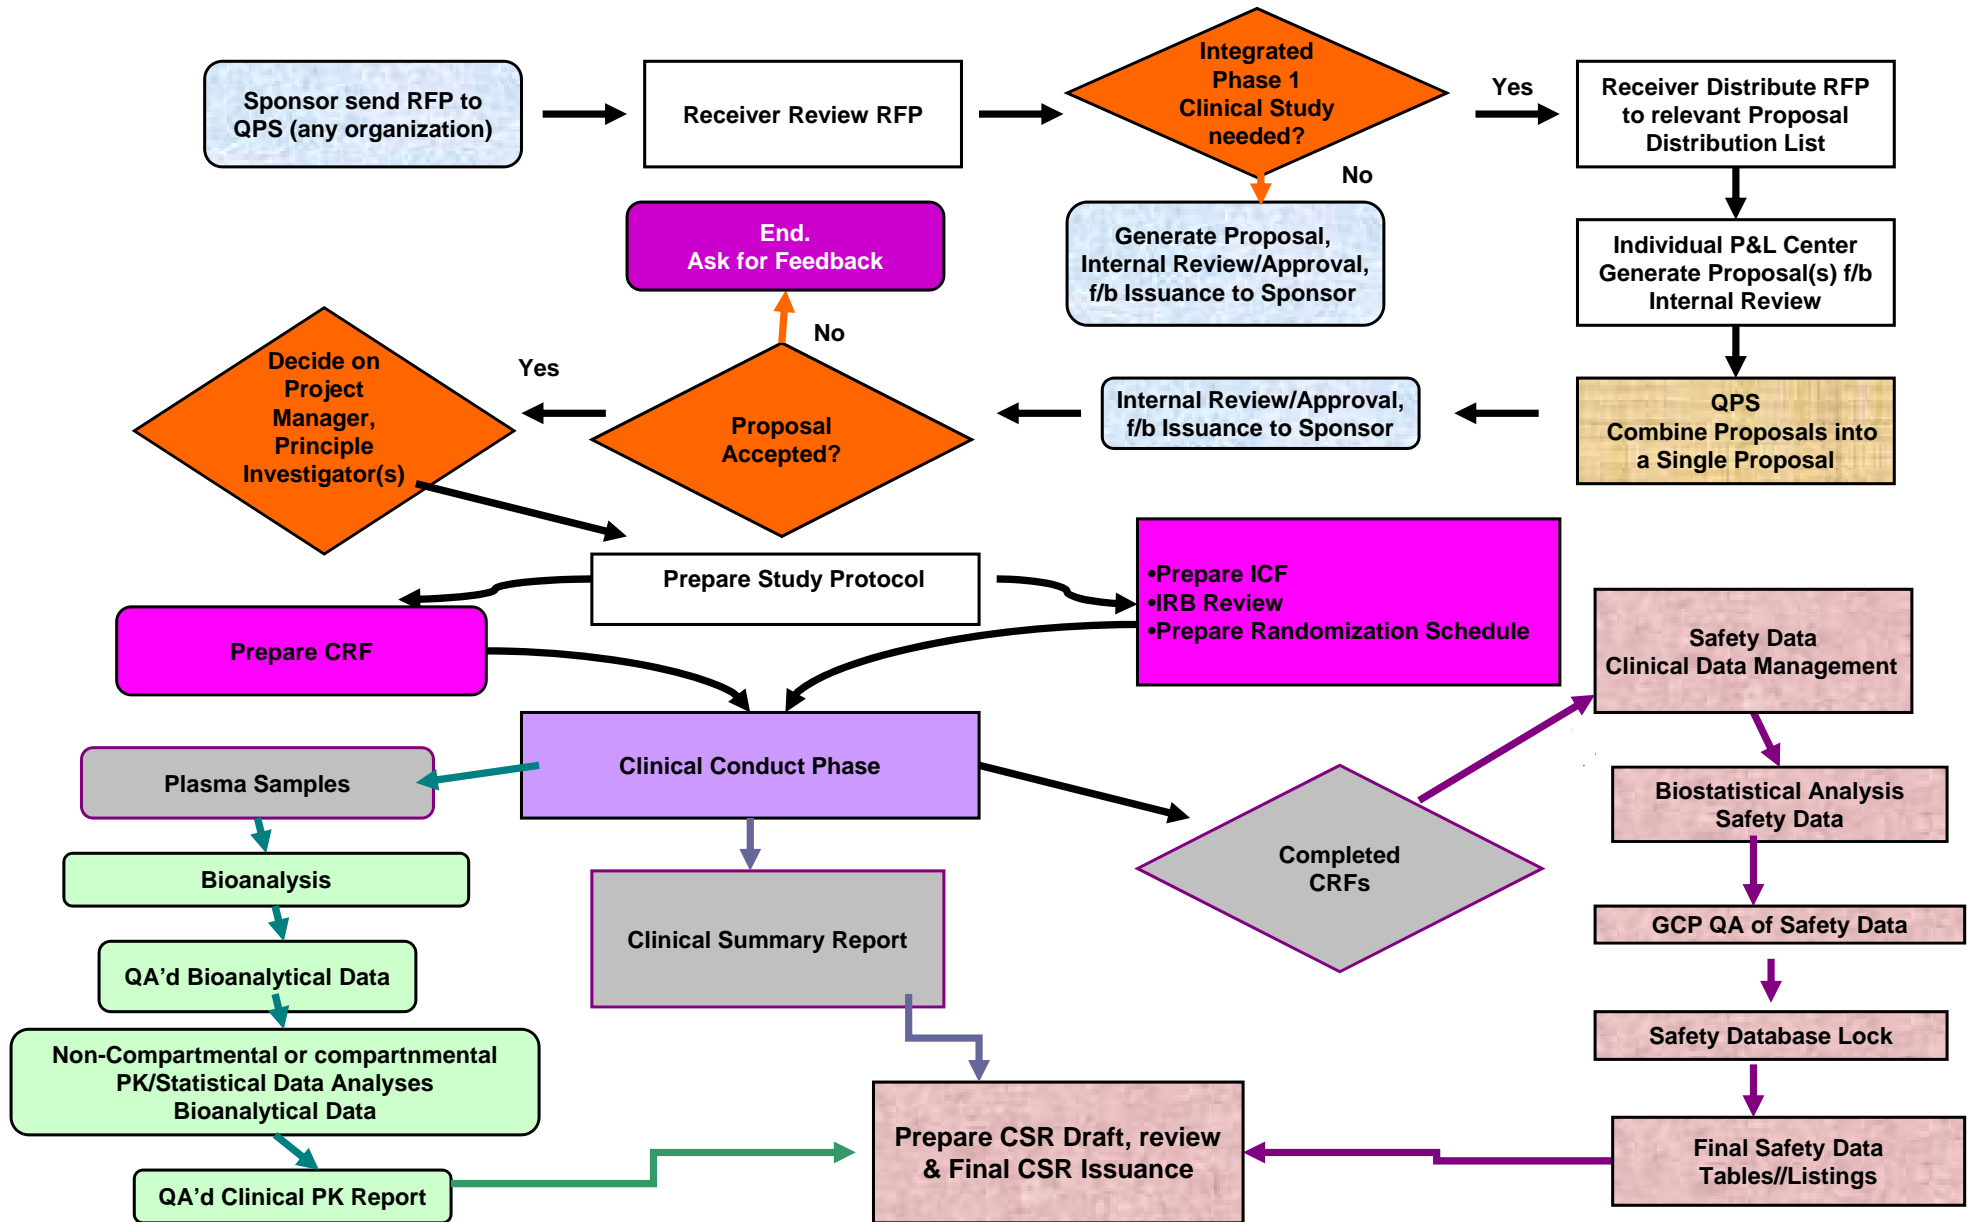 Sponsor send RFP to
QPS (any organization)
Receiver Review RFP
Integrated
Phase 1
Clinical Study
needed?
Yes
Receiver Distribute RFP
to relevant Proposal
Distribution List
No
End.
Ask for Feedback
Generate Proposal,
Internal Review/Approval,
f/b Issuance to Sponsor
Individual P&L Center
Generate Proposal(s) f/b
Internal Review
No
Decide on
Project
Manager,
Principle
Investigator(s)
Yes
Proposal
Accepted?
Internal Review/Approval,
f/b Issuance to Sponsor
QPS
Combine Proposals into
a Single Proposal
Prepare Study Protocol
•Prepare ICF
•IRB Review
•Prepare Randomization Schedule
Prepare CRF
Safety Data
Clinical Data Management
Plasma Samples
Clinical Conduct Phase
Biostatistical Analysis
Safety Data
Completed
CRFs
Bioanalysis
Clinical Summary Report
GCP QA of Safety Data
QA'd Bioanalytical Data
Safety Database Lock
Non-Compartmental or compartnmental
PK/Statistical Data Analyses
Bioanalytical Data
Prepare CSR Draft, review
& Final CSR Issuance
Final Safety Data
Tables//Listings
QA'd Clinical PK Report